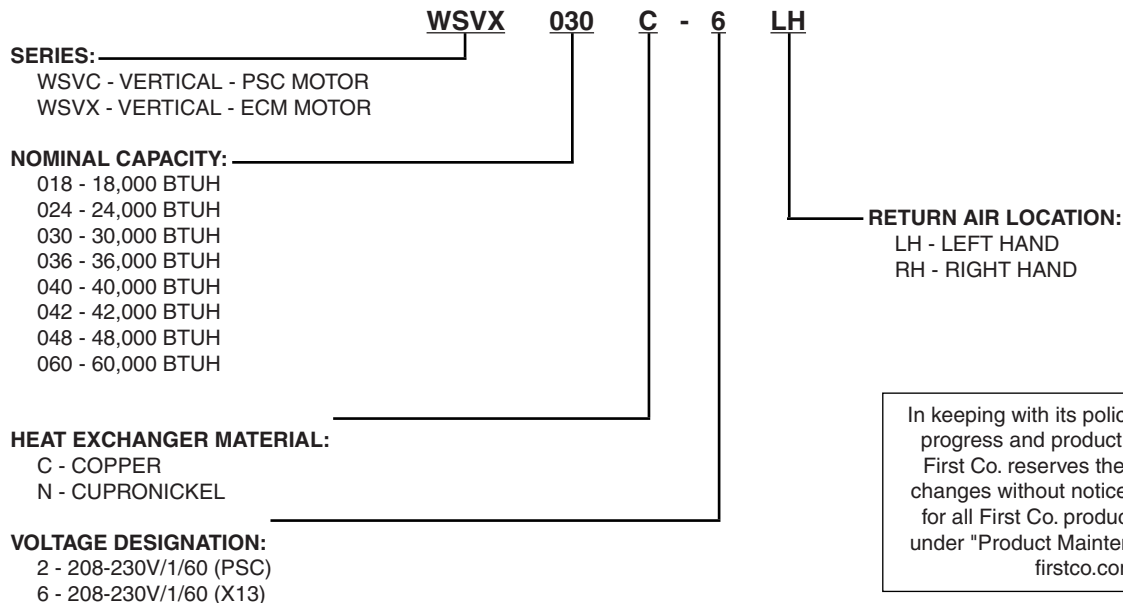 WSVX 030 C - 6 LH
SERIES:
WSVC - VERTICAL - PSC MOTOR
WSVX - VERTICAL - ECM MOTOR
NOMINAL CAPACITY:
018 - 18,000 BTUH
024 - 24,000 BTUH
030 - 30,000 BTUH
036 - 36,000 BTUH
040 - 40,000 BTUH
042 - 42,000 BTUH
048 - 48,000 BTUH
060 - 60,000 BTUH
RETURN AIR LOCATION:
LH - LEFT HAND
RH - RIGHT HAND
HEAT EXCHANGER MATERIAL:
C - COPPER
N - CUPRONICKEL
VOLTAGE DESIGNATION:
2 - 208-230V/1/60 (PSC)
6 - 208-230V/1/60 (X13)
In keeping with its
progress and product
First Co. reserves the
changes without notice
for all First Co.
under "Product